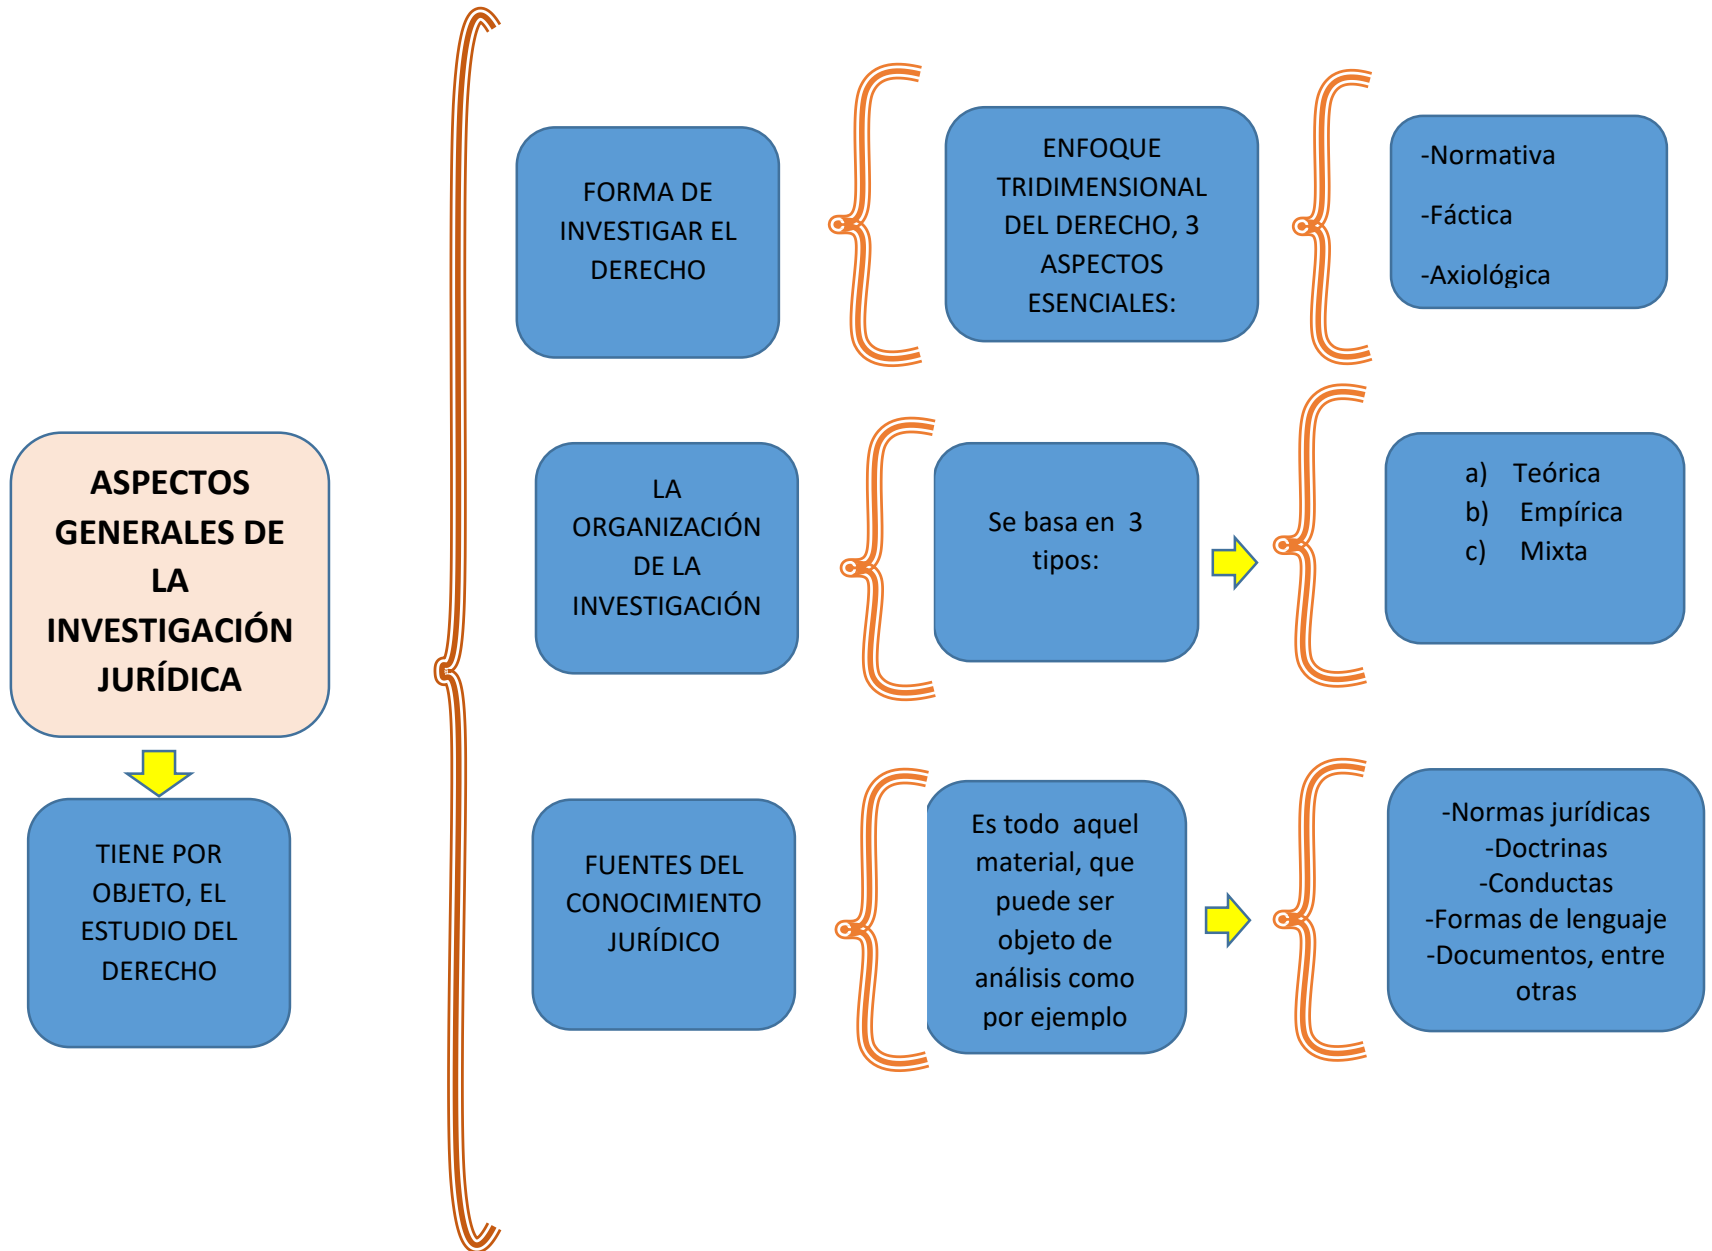 ASPECTOS
GENERALES DE
LA
INVESTIGACIÓN
JURÍDICA
TIENE POR
OBJETO, EL
ESTUDIO DEL
DERECHO
FORMA DE
INVESTIGAR EL
DERECHO
ENFOQUE
TRIDIMENSIONAL
DEL DERECHO, 3
ASPECTOS
ESENCIALES:
-Normativa
-Fáctica
-Axiológica
LA
ORGANIZACIÓN
DE LA
INVESTIGACIÓN
Se basa en 3
tipos:
a) Teórica
b) Empírica
c) Mixta
FUENTES DEL
CONOCIMIENTO
JURÍDICO
Es todo aquel
material, que
puede ser
objeto de
análisis como
por ejemplo
-Normas jurídicas
-Doctrinas
-Conductas
-Formas de lenguaje
-Documentos, entre
otras